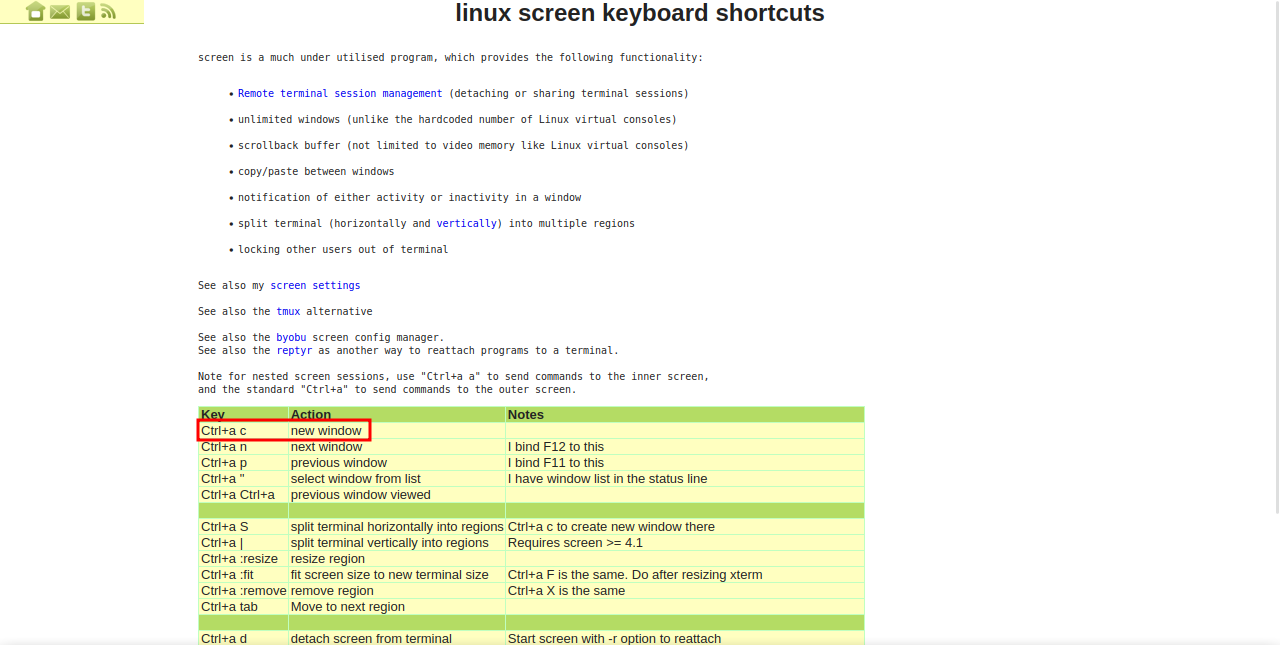 linux screen keyboard shortcuts
screen is a much under utilised program, which provides the following functionality:
• Remote terminal session management (detaching or sharing terminal sessions)
• unlimited windows (unlike the hardcoded number of Linux virtual consoles)
• scrollback buffer (not limited to video memory like Linux virtual consoles)
• copy/paste between windows
• notification of either activity or inactivity in a window
• split terminal (horizontally and vertically) into multiple regions
• locking other users out of terminal
See also my screen settings
See also the tmux alternative
See also the byobu screen config manager.
See also the reptyr as another way to reattach programs to a terminal.
Note for nested screen sessions, use "Ctrl+a a" to send commands to the inner screen,
and the standard "Ctrl+a" to send commands to the outer screen.
Key Action Notes
Ctrl+a c new window
Ctrl+a n next window I bind F12 to this
Ctrl+a p previous window I bind F11 to this
Ctrl+a " select window from list I have window list in the status line
Ctrl+a Ctrl+a previous window viewed
Ctrl+a S split terminal horizontally into regions Ctrl+a c to create new window there
Ctrl+a | split terminal vertically into regions Requires screen >= 4.1
Ctrl+a :resize resize region
Ctrl+a :fit fit screen size to new terminal size Ctrl+a F is the same. Do after resizing xterm
Ctrl+a :remove remove region Ctrl+a X is the same
Ctrl+a tab Move to next region
Ctrl+a d detach screen from terminal Start screen with -r option to reattach